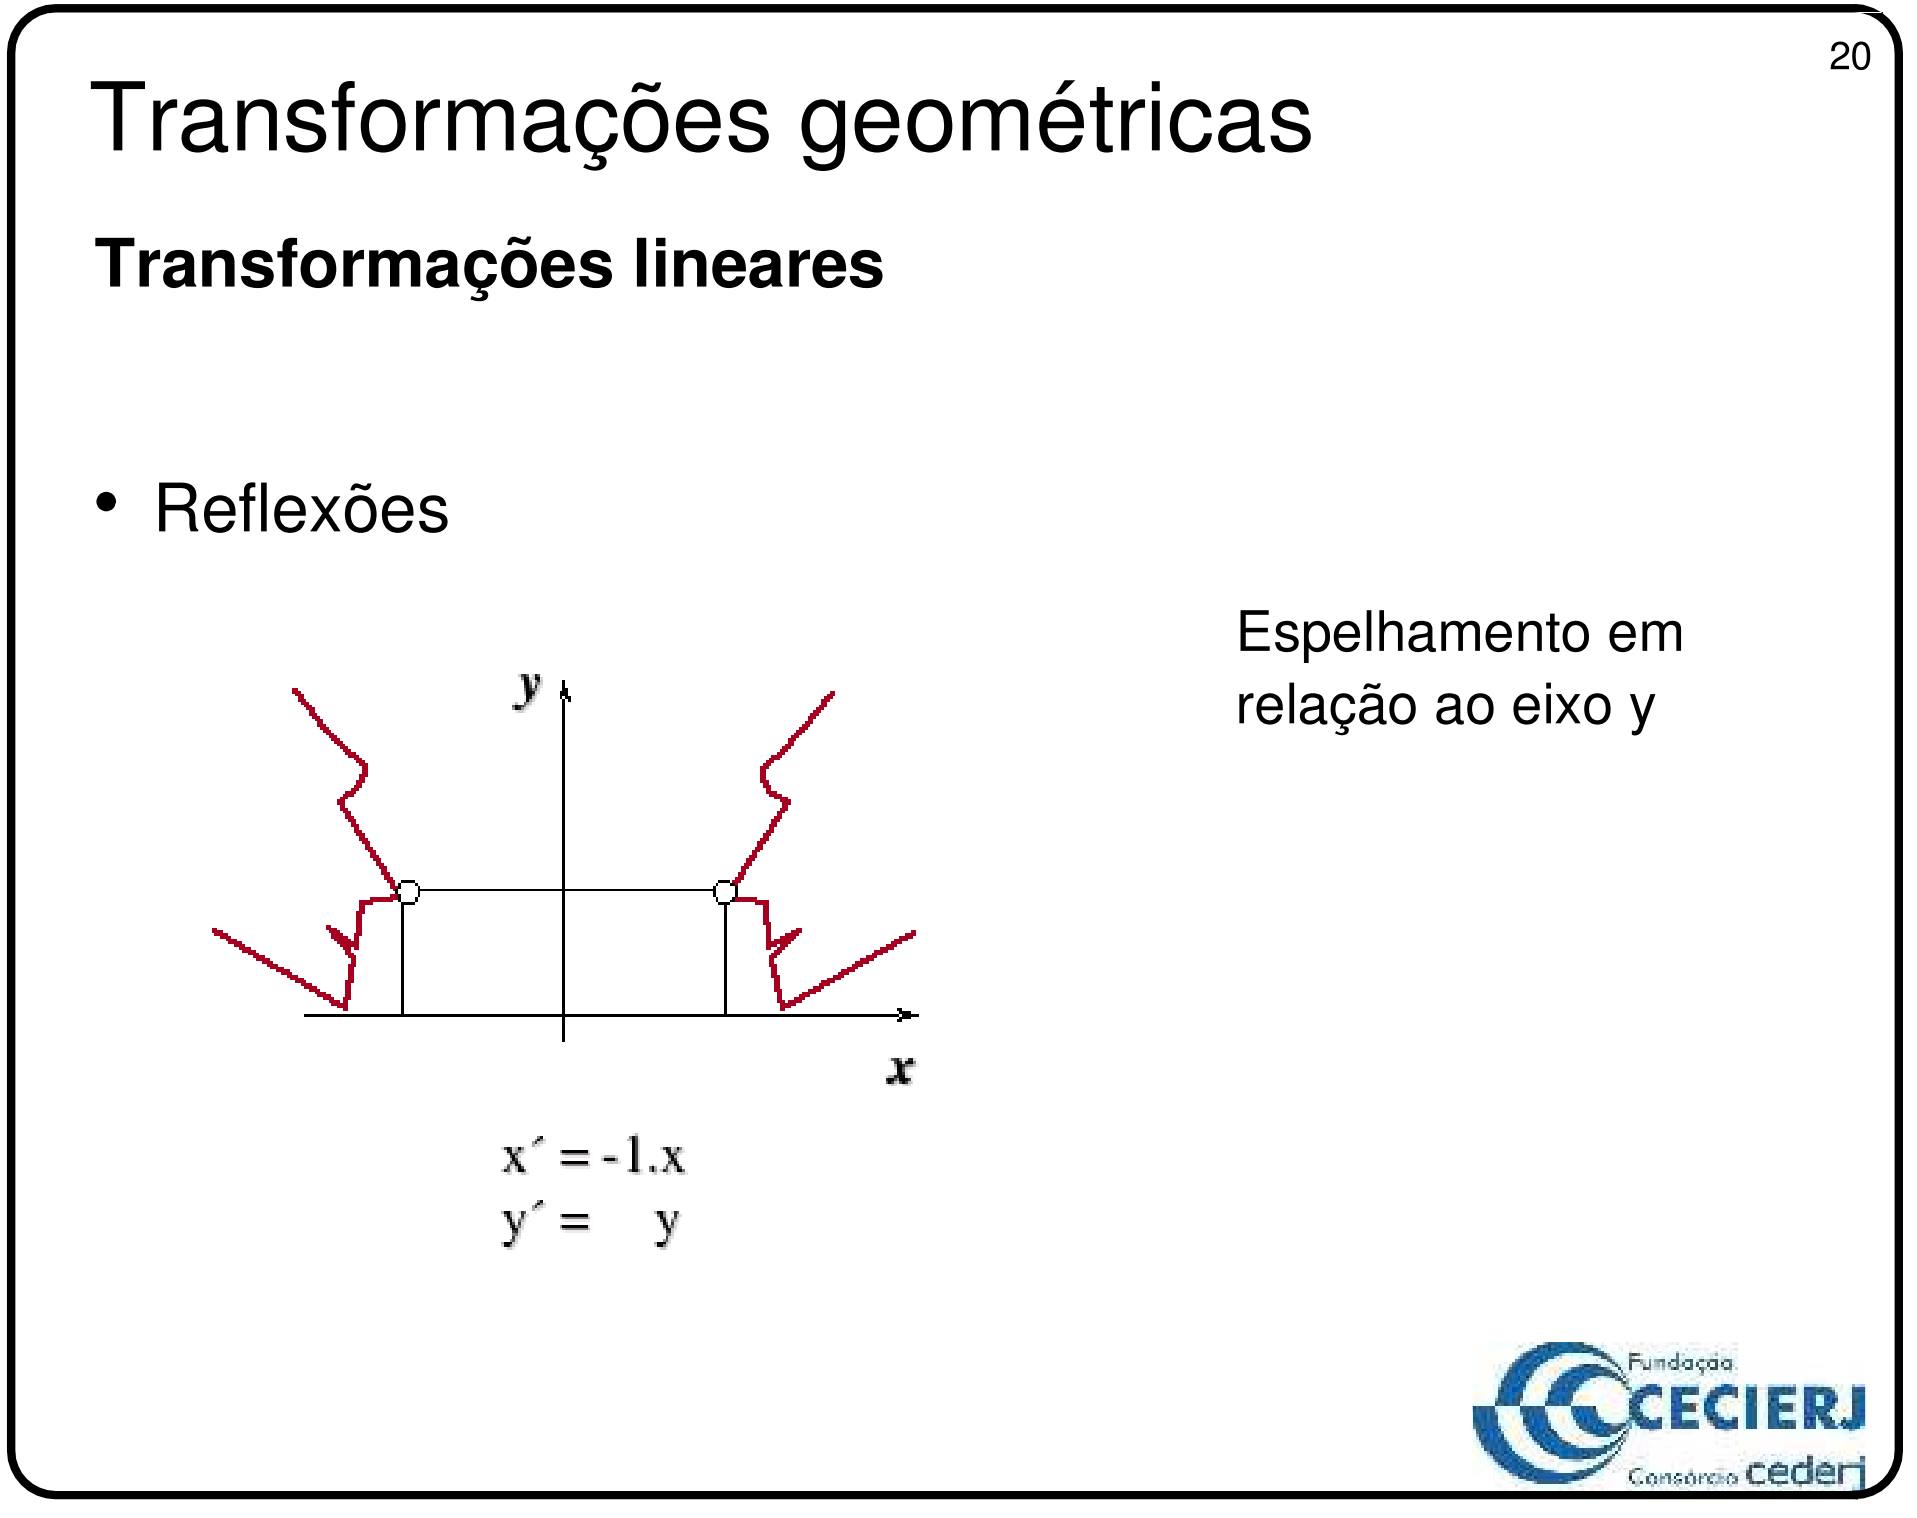 20
Transformações geométricas
Transformações lineares
• Reflexões
Espelhamento em
relação ao eixo y
y
x
x´ = -1.x
y´ = y
Fundação
CECIERJ
Consórcio cederj